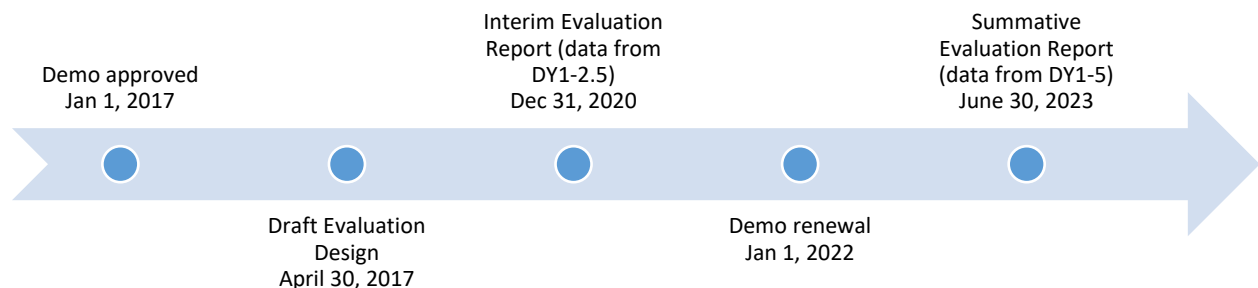 Demo approved
Jan 1, 2017
Draft Evaluation
Design
April 30, 2017
Interim Evaluation
Report (data from
DY1-2.5)
Dec 31, 2020
Demo renewal
Jan 1, 2022
Summative
Evaluation Report
(data from DY1-5)
June 30, 2023